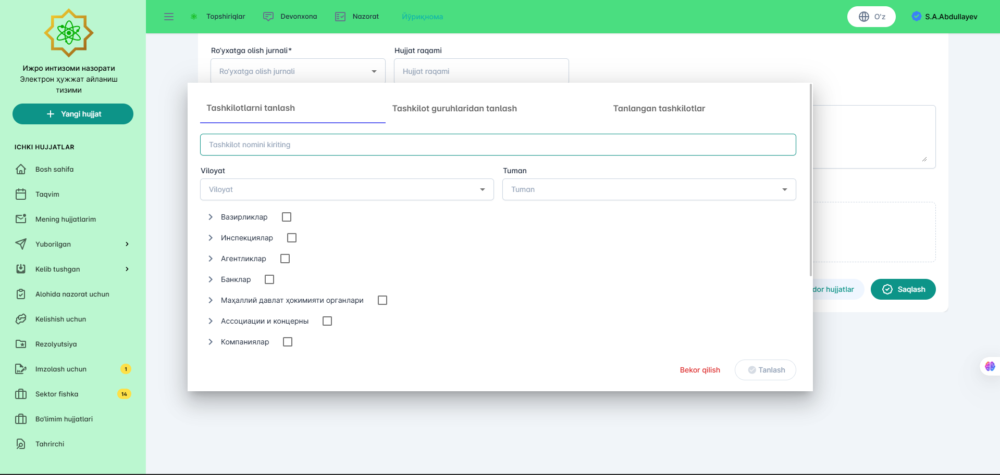 Ижро интизоми назорати
Электрон ҳужжат айланиш
тизими
Yangi hujjat
ICHKI HUJJATLAR
Bosh sahifa
Taqvim
Mening hujjatlarim
Yuborilgan
Kelib tushgan
Alohida nazorat uchun
Kelishish uchun
Rezolyutsiya
Imzolash uchun 1
Sektor fishka 14
Bo‘limim hujjatlari
Tahrirchi
Topshiriqlar Devonxona Nazorat Йўриқнома O'z S.A.Abdullayev
Ro‘yxatga olish jurnali* Hujjat raqami
Ro‘yxatga olish jurnali Hujjat raqami
Tashkilotlarni tanlash Tashkilot guruhlaridan tanlash Tanlangan tashkilotlar
Tashkilot nomini kiriting
Viloyat Tuman
Viloyat Tuman
Вазирликлар
Инспекциялар
Агентликлар
Банклар
Маҳаллий давлат ҳокимияти органлари
Ассоциации и концерны
Компаниялар
Bekor qilish Tanlash
dor hujjatlar Saqlash